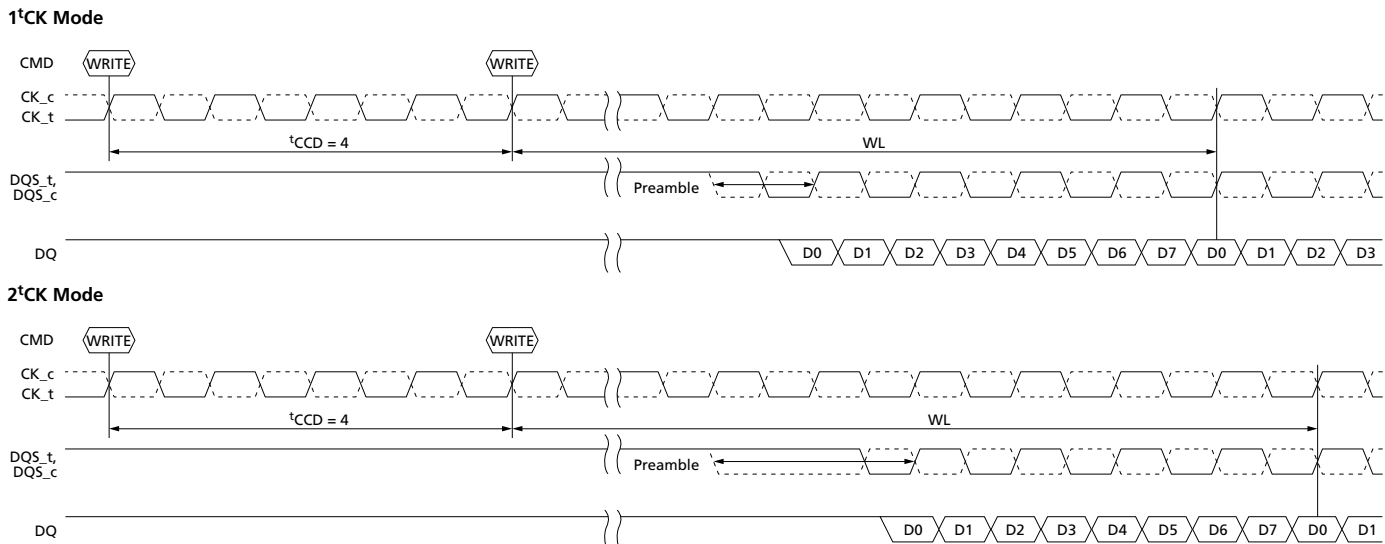 1tCK Mode
CMD WRITE WRITE
CK_c
CK_t
tCCD = 4 WL
DQS_t,
DQS_c Preamble
DQ D0 D1 D2 D3 D4 D5 D6 D7 D0 D1 D2 D3
2tCK Mode
CMD WRITE WRITE
CK_c
CK_t
tCCD = 4 WL
DQS_t,
DQS_c Preamble
DQ D0 D1 D2 D3 D4 D5 D6 D7 D0 D1